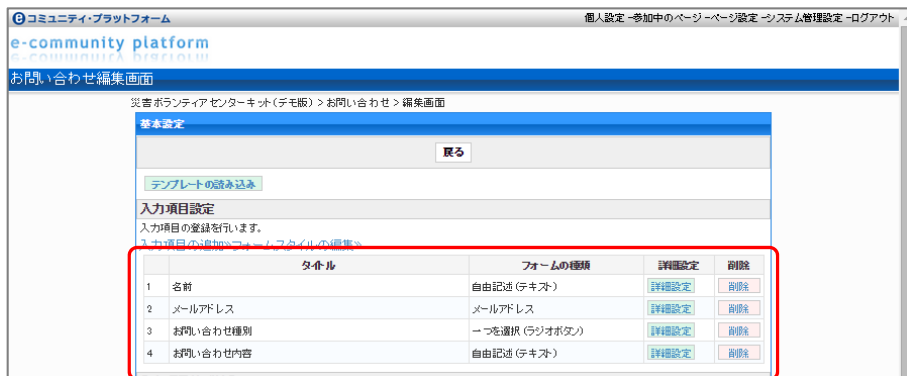 eコミュニティ・プラットフォーム 個人設定 -参加中のページ -ページ設定 -システム管理設定 -ログアウト
e-community platform
お問い合わせ編集画面
災害ボランティアセンターキット(デモ版) > お問い合わせ > 編集画面
基本設定
戻る
テンプレートの読み込み
入力項目設定
入力項目の登録を行います。
入力項目の追加» フォームスタイルの編集»
タイトル フォームの種類 詳細設定 削除
1 名前 自由記述 (テキスト) 詳細設定 削除
2 メールアドレス メールアドレス 詳細設定 削除
3 お問い合わせ種別 一つを選択 (ラジオボタン) 詳細設定 削除
4 お問い合わせ内容 自由記述 (テキスト) 詳細設定 削除